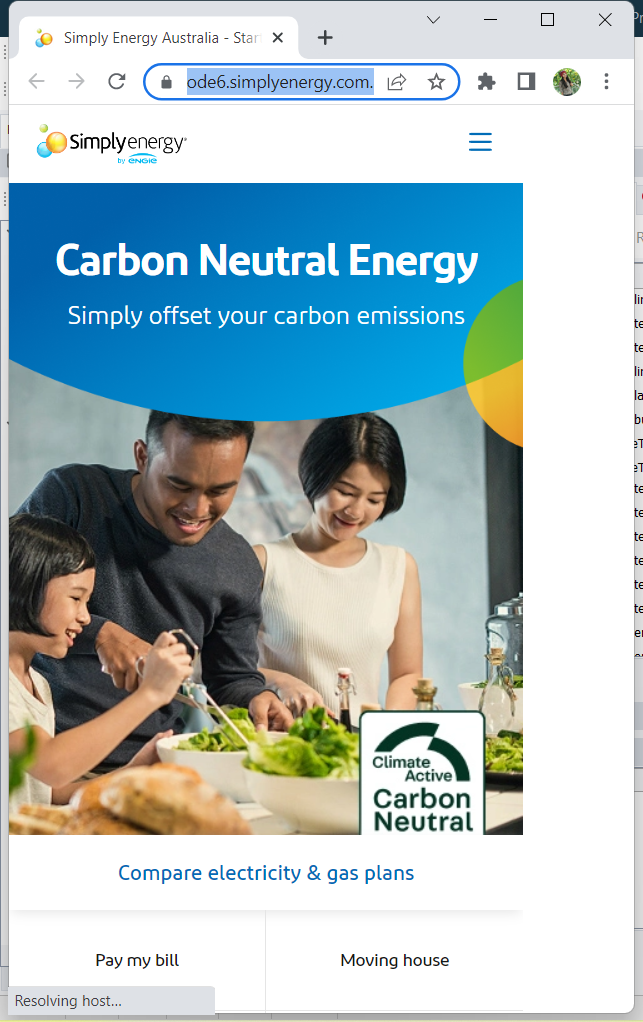 Simply Energy Australia - Star
ode6.simplyenergy.com.
Simplyenergy®
by ENGIE
Carbon Neutral Energy
Simply offset your carbon emissions
Climate
Active
Carbon
Neutral
Compare electricity & gas plans
Pay my bill
Moving house
Resolving host...